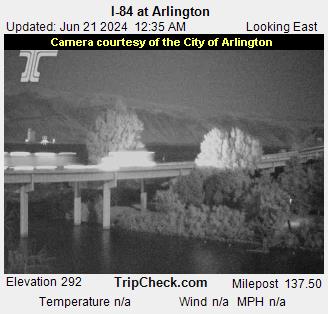 I-84 at Arlington
Updated: Jun 21 2024 12:35 AM Looking East
Camera courtesy of the City of Arlington
Elevation 292 TripCheck.com Milepost 137.50
Temperature n/a Wind n/a MPH n/a